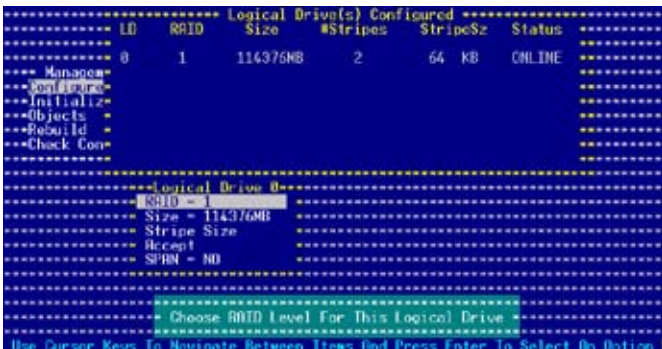 Logical Drive(s) Configured
LD RAID Size #Stripes StripeSz Status
0 1 114376MB 2 64 KB ONLINE
Managem
Configure
Initializ
Objects
Rebuild
Check Con
Logical Drive 0
RAID = 1
Size = 114376MB
Stripe Size
Accept
SPAN = NO
Choose RAID Level For This Logical Drive
Use Cursor Keys To Navigate Between Items And Press Enter To Select An Option